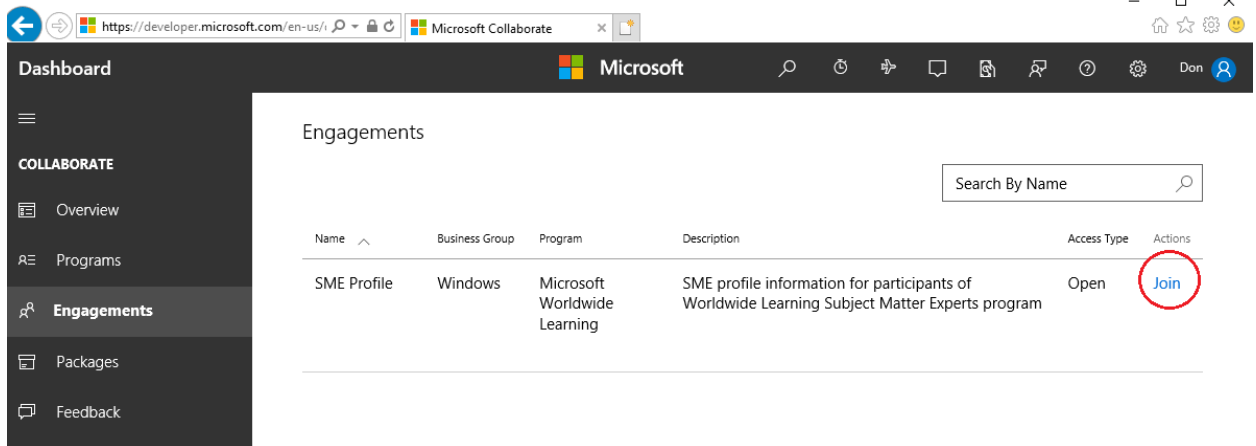 https://developer.microsoft.com/en-us/
Microsoft Collaborate
Dashboard
Microsoft
Don
COLLABORATE
Overview
Programs
Engagements
Packages
Feedback
Engagements
Search By Name
Name Business Group Program Description Access Type Actions
SME Profile Windows Microsoft SME profile information for participants of Open Join
Worldwide Worldwide Learning Subject Matter Experts program
Learning